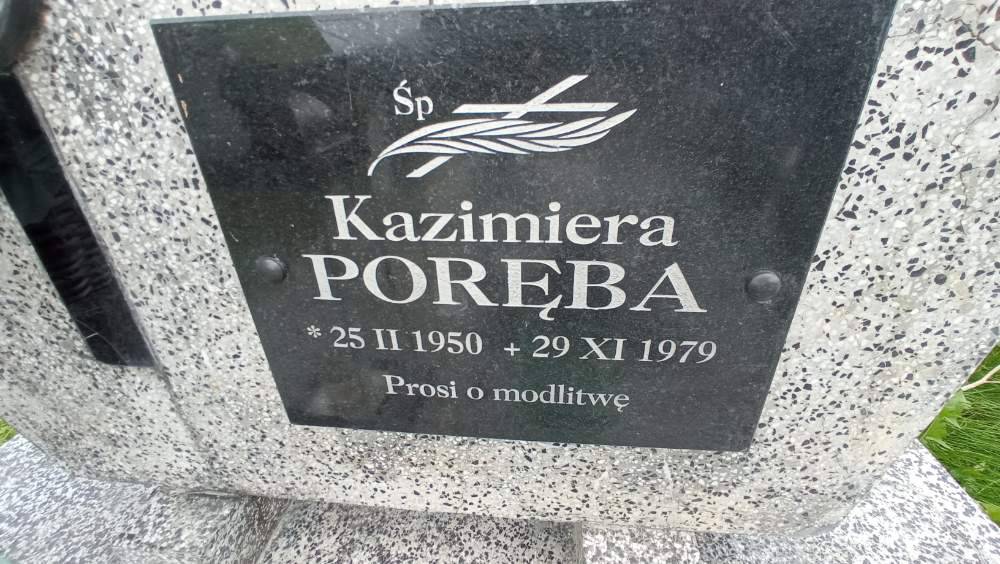 Śp
Kazimiera
PORĘBA
* 25 II 1950 + 29 XI 1979
Prosi o modlitwę